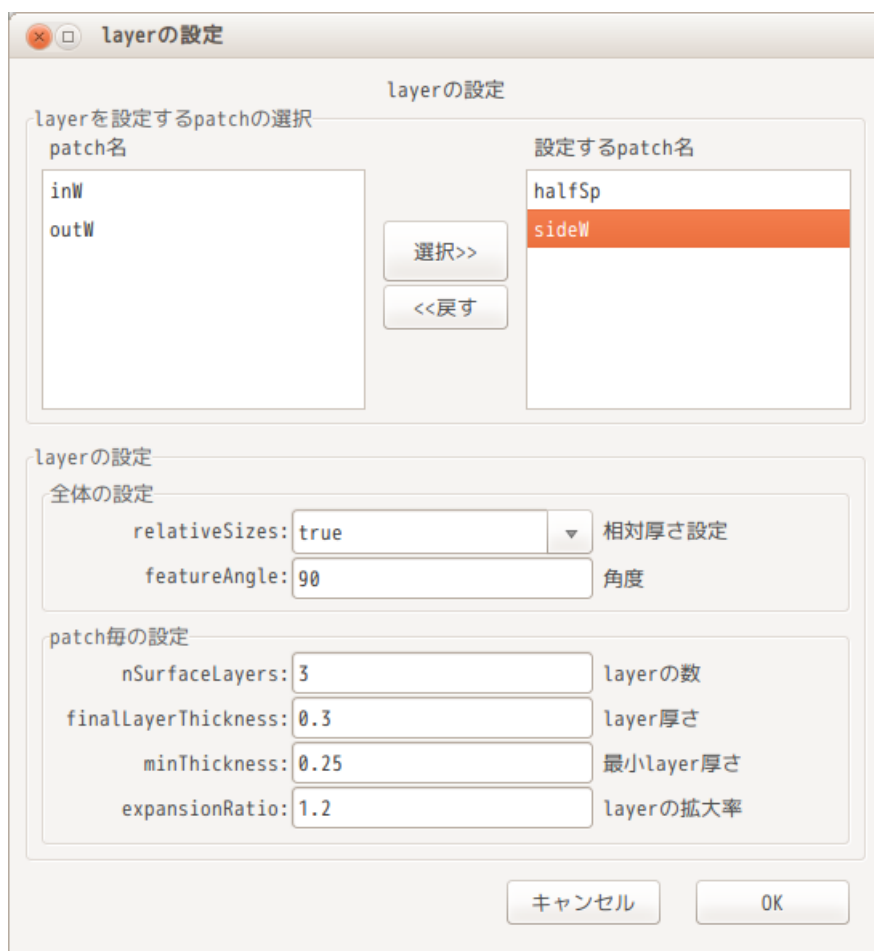 layerの設定
layerの設定
layerを設定するpatchの選択
patch名
設定するpatch名
inW
outW
選択>>
<<戻す
halfSp
sideW
layerの設定
全体の設定
relativeSizes: true 相対厚さ設定
featureAngle: 90 角度
patch毎の設定
nSurfaceLayers: 3 layerの数
finalLayerThickness: 0.3 layer厚さ
minThickness: 0.25 最小layer厚さ
expansionRatio: 1.2 layerの拡大率
キャンセル OK